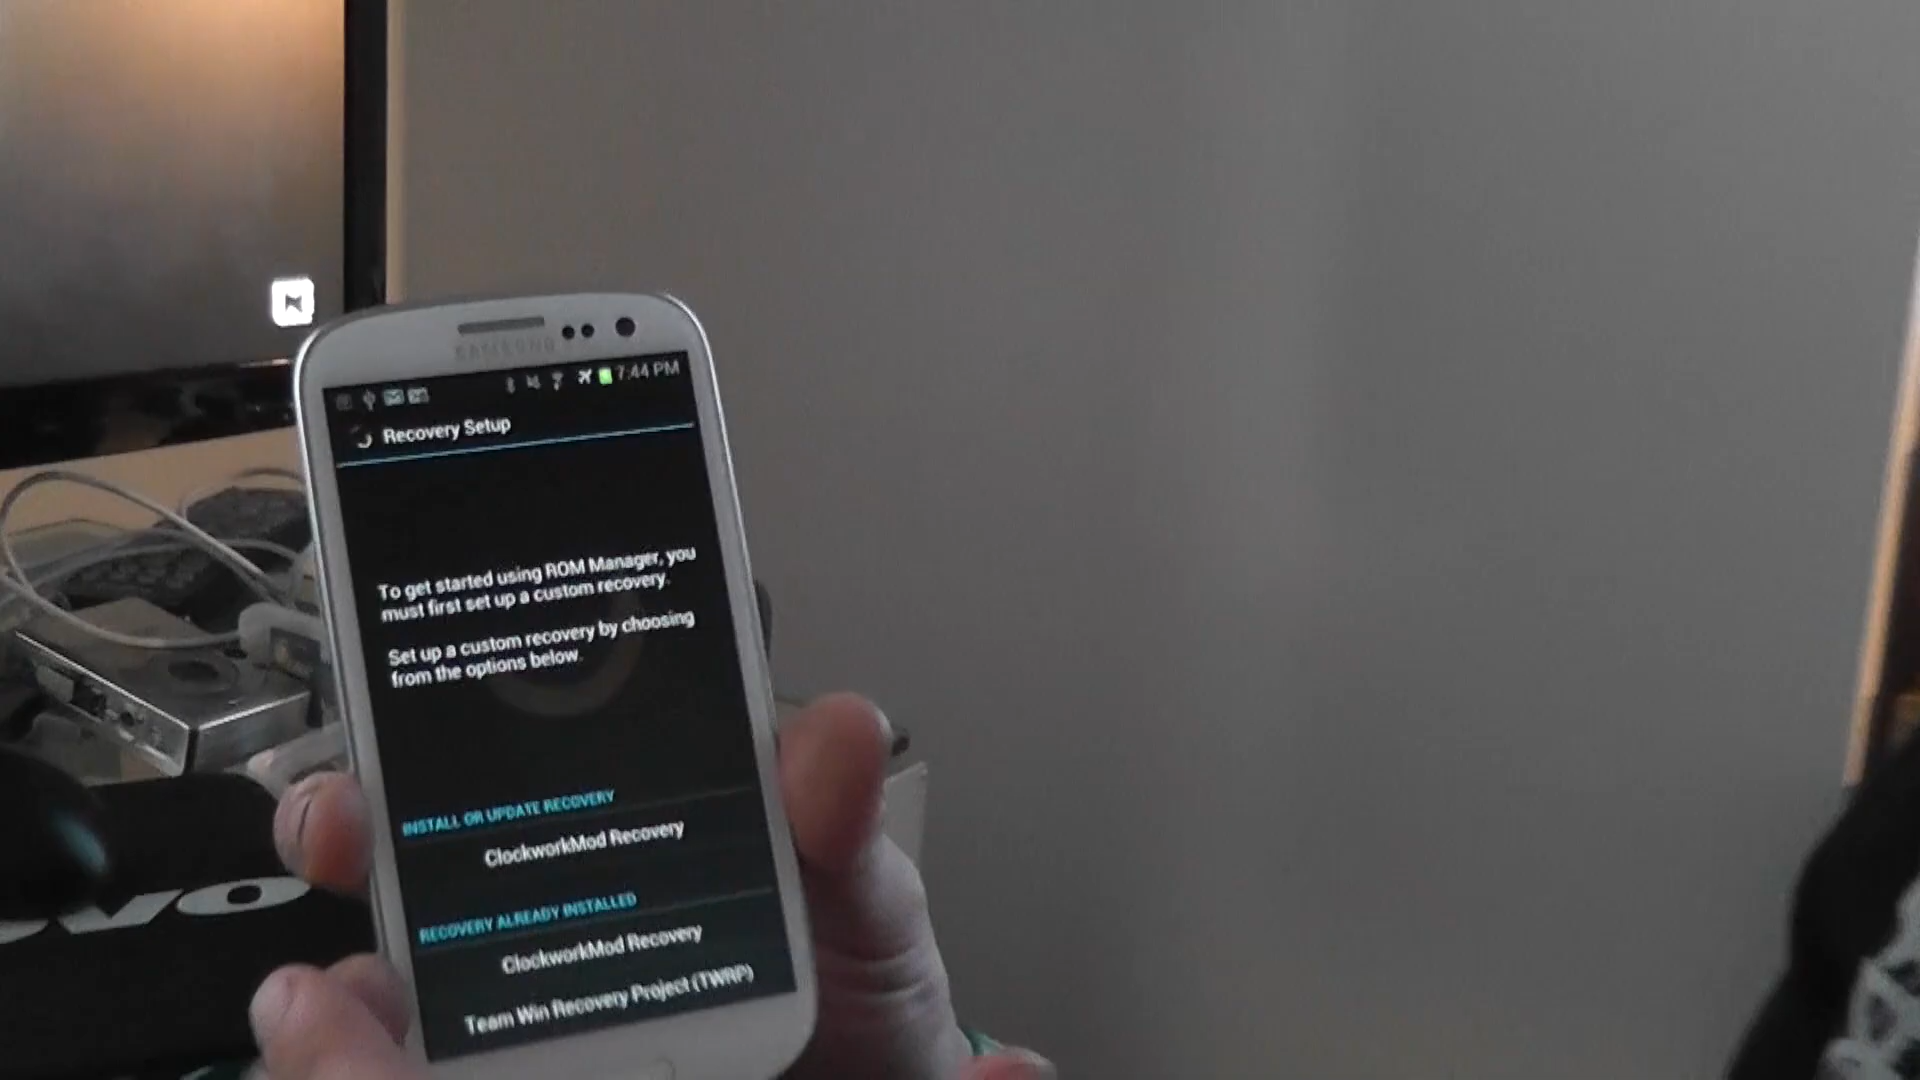 SAMSUNG
7:44 PM
Recovery Setup
To get started using ROM Manager, you
must first set up a custom recovery.
Set up a custom recovery by choosing
from the options below.
INSTALL OR UPDATE RECOVERY
ClockworkMod Recovery
RECOVERY ALREADY INSTALLED
ClockworkMod Recovery
Team Win Recovery Project (TWRP)